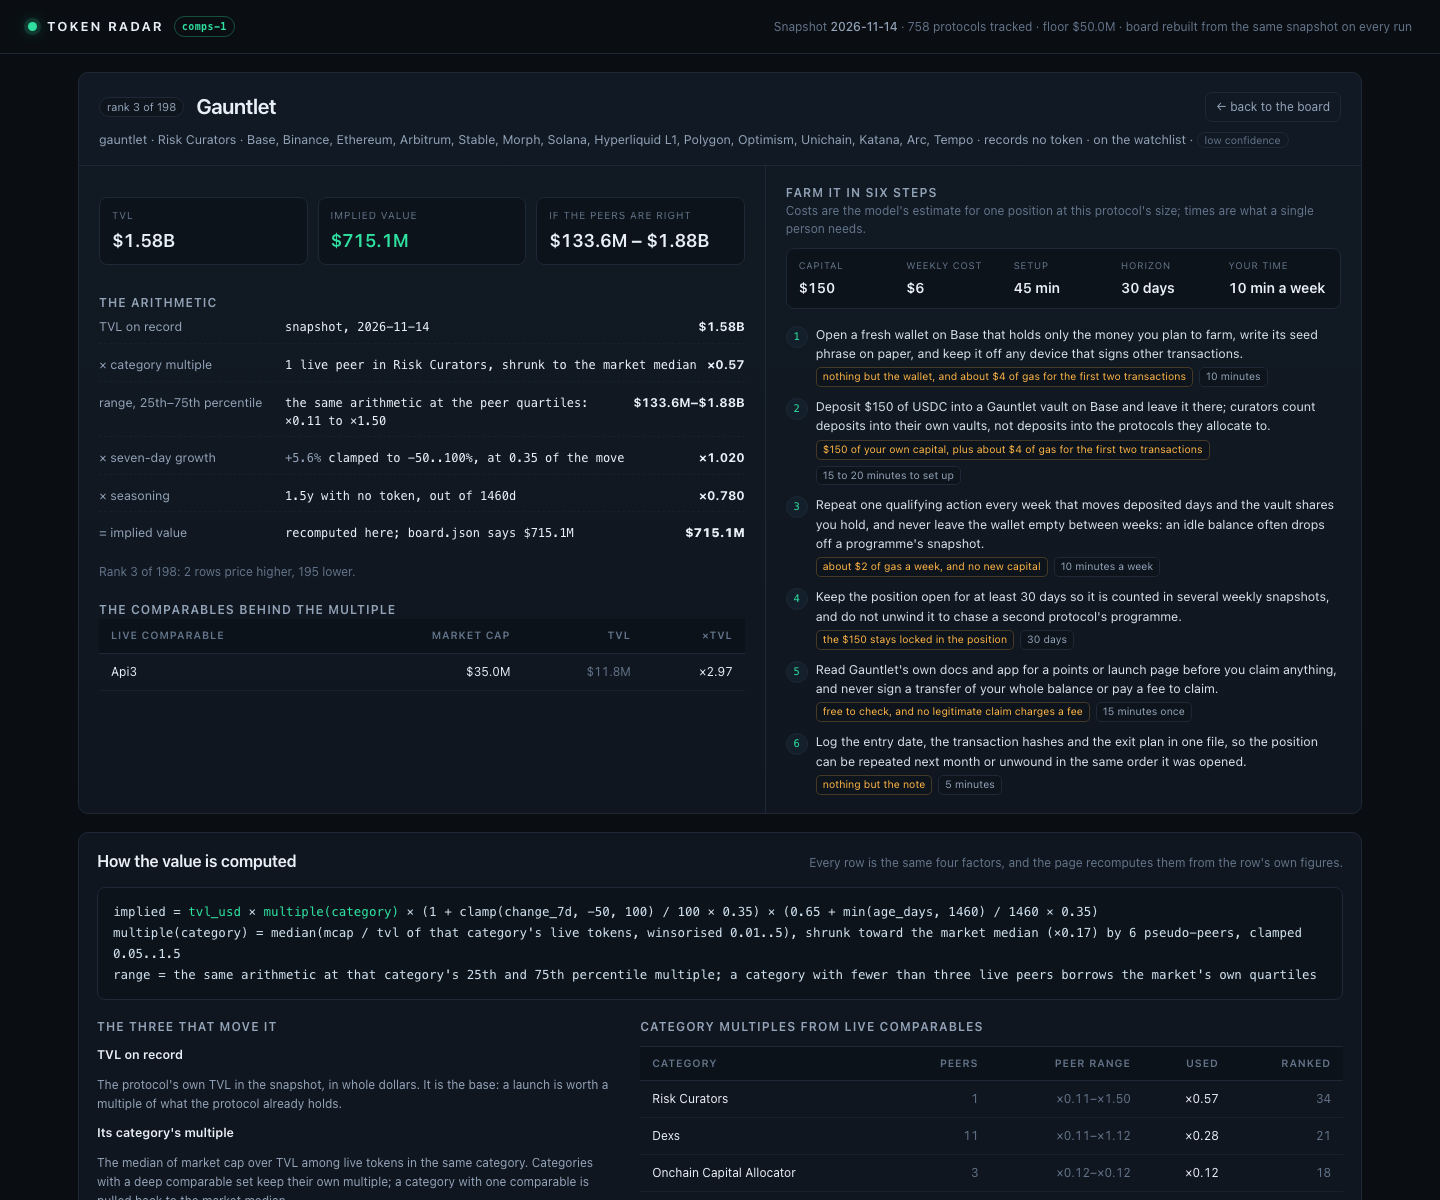 TOKEN RADAR comps-1
Snapshot 2026-11-14 · 758 protocols tracked · floor $50.0M · board rebuilt from the same snapshot on every run
rank 3 of 198 Gauntlet
← back to the board
gauntlet · Risk Curators · Base, Binance, Ethereum, Arbitrum, Stable, Morph, Solana, Hyperliquid L1, Polygon, Optimism, Unichain, Katana, Arc, Tempo · records no token · on the watchlist · low confidence
TVL
$1.58B
IMPLIED VALUE
$715.1M
IF THE PEERS ARE RIGHT
$133.6M – $1.88B
THE ARITHMETIC
TVL on record snapshot, 2026-11-14 $1.58B
× category multiple 1 live peer in Risk Curators, shrunk to the market median ×0.57
range, 25th–75th percentile the same arithmetic at the peer quartiles: $133.6M–$1.88B
×0.11 to ×1.50
× seven-day growth +5.6% clamped to −50..100%, at 0.35 of the move ×1.020
× seasoning 1.5y with no token, out of 1460d ×0.780
= implied value recomputed here; board.json says $715.1M $715.1M
Rank 3 of 198: 2 rows price higher, 195 lower.
THE COMPARABLES BEHIND THE MULTIPLE
LIVE COMPARABLE MARKET CAP TVL ×TVL
Api3 $35.0M $11.8M ×2.97
FARM IT IN SIX STEPS
Costs are the model's estimate for one position at this protocol's size; times are what a single
person needs.
CAPITAL WEEKLY COST SETUP HORIZON YOUR TIME
$150 $6 45 min 30 days 10 min a week
1 Open a fresh wallet on Base that holds only the money you plan to farm, write its seed
phrase on paper, and keep it off any device that signs other transactions.
nothing but the wallet, and about $4 of gas for the first two transactions 10 minutes
2 Deposit $150 of USDC into a Gauntlet vault on Base and leave it there; curators count
deposits into their own vaults, not deposits into the protocols they allocate to.
$150 of your own capital, plus about $4 of gas for the first two transactions
15 to 20 minutes to set up
3 Repeat one qualifying action every week that moves deposited days and the vault shares
you hold, and never leave the wallet empty between weeks: an idle balance often drops
off a programme's snapshot.
about $2 of gas a week, and no new capital 10 minutes a week
4 Keep the position open for at least 30 days so it is counted in several weekly snapshots,
and do not unwind it to chase a second protocol's programme.
the $150 stays locked in the position 30 days
5 Read Gauntlet's own docs and app for a points or launch page before you claim anything,
and never sign a transfer of your whole balance or pay a fee to claim.
free to check, and no legitimate claim charges a fee 15 minutes once
6 Log the entry date, the transaction hashes and the exit plan in one file, so the position
can be repeated next month or unwound in the same order it was opened.
nothing but the note 5 minutes
How the value is computed
Every row is the same four factors, and the page recomputes them from the row's own figures.
implied = tvl_usd × multiple(category) × (1 + clamp(change_7d, −50, 100) / 100 × 0.35) × (0.65 + min(age_days, 1460) / 1460 × 0.35)
multiple(category) = median(mcap / tvl of that category's live tokens, winsorised 0.01..5), shrunk toward the market median (×0.17) by 6 pseudo-peers, clamped
0.05..1.5
range = the same arithmetic at that category's 25th and 75th percentile multiple; a category with fewer than three live peers borrows the market's own quartiles
THE THREE THAT MOVE IT
TVL on record
The protocol's own TVL in the snapshot, in whole dollars. It is the base: a launch is worth a
multiple of what the protocol already holds.
Its category's multiple
The median of market cap over TVL among live tokens in the same category. Categories
with a deep comparable set keep their own multiple; a category with one comparable is
pulled back to the market median.
CATEGORY MULTIPLES FROM LIVE COMPARABLES
CATEGORY PEERS PEER RANGE USED RANKED
Risk Curators 1 ×0.11–×1.50 ×0.57 34
Dexs 11 ×0.11–×1.12 ×0.28 21
Onchain Capital Allocator 3 ×0.12–×0.12 ×0.12 18